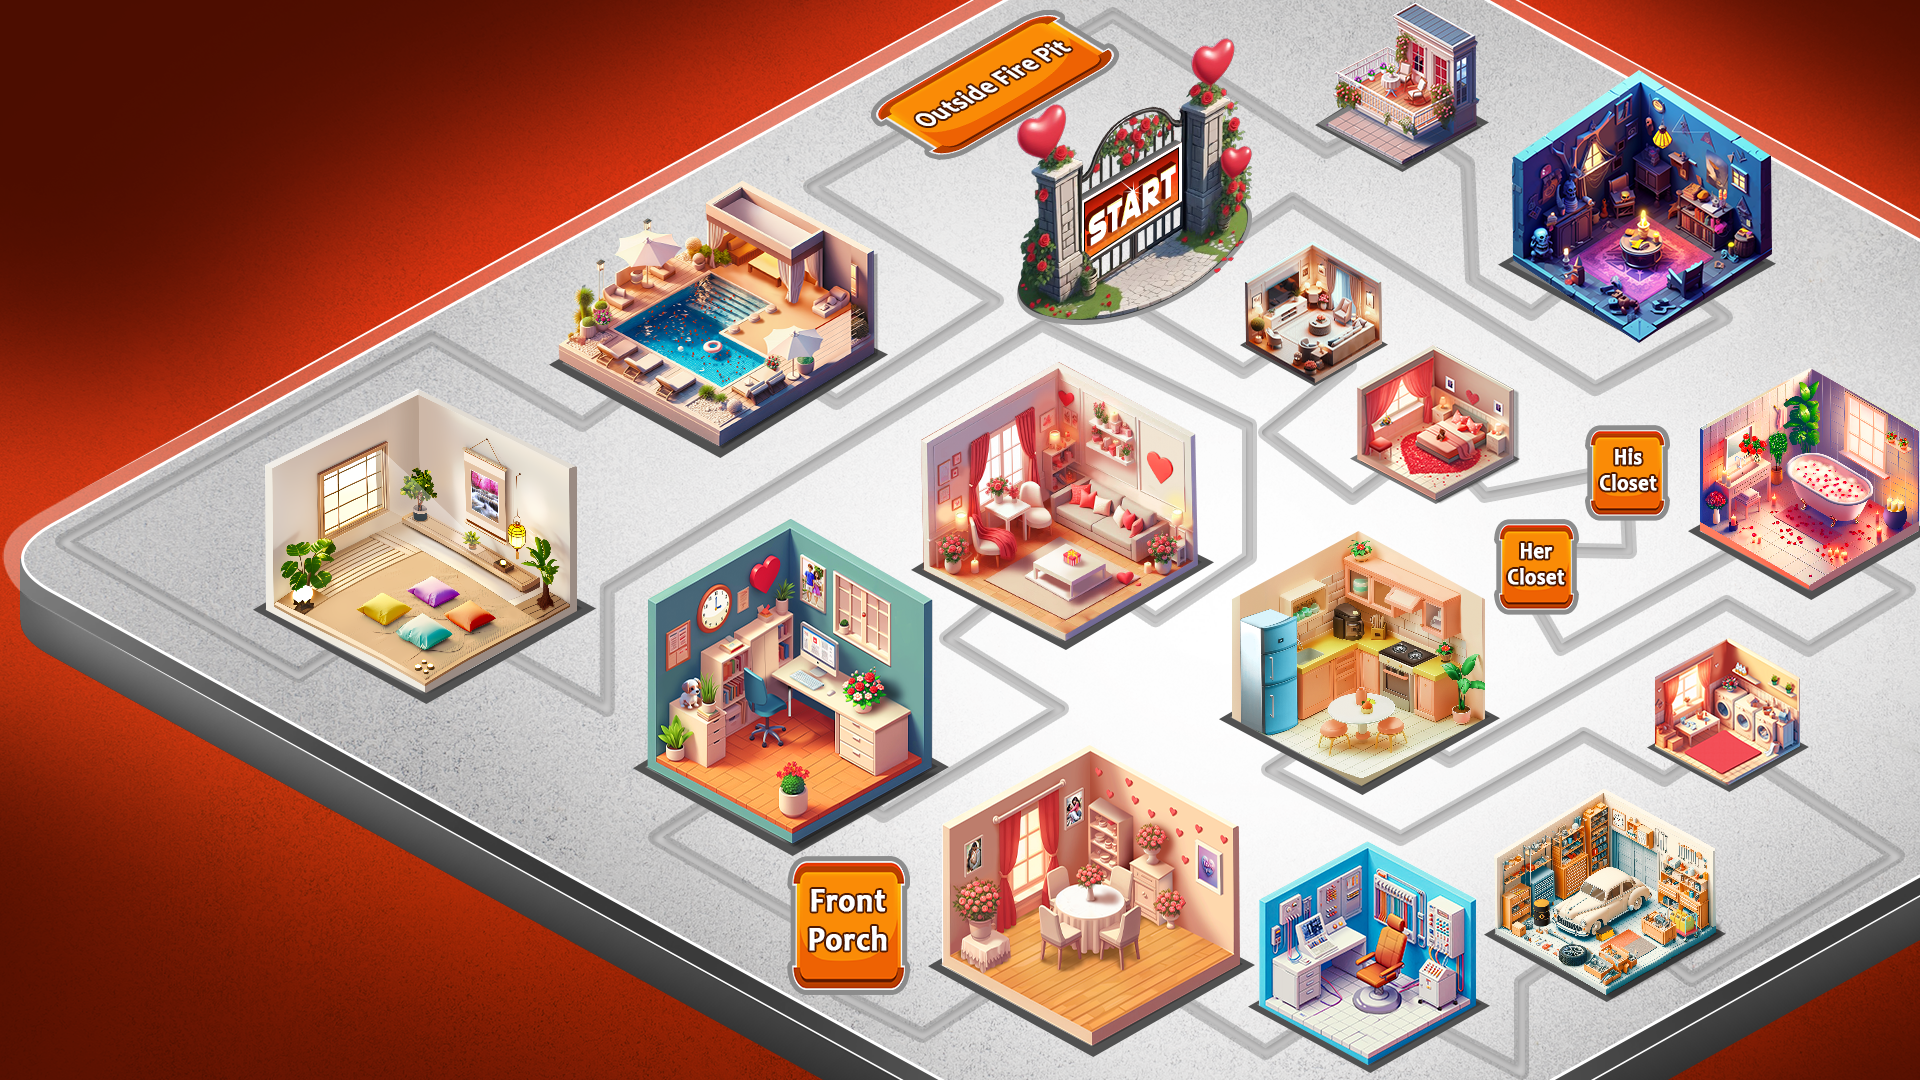 Outside Fire Pit
START
His
Closet
Her
Closet
Front
Porch